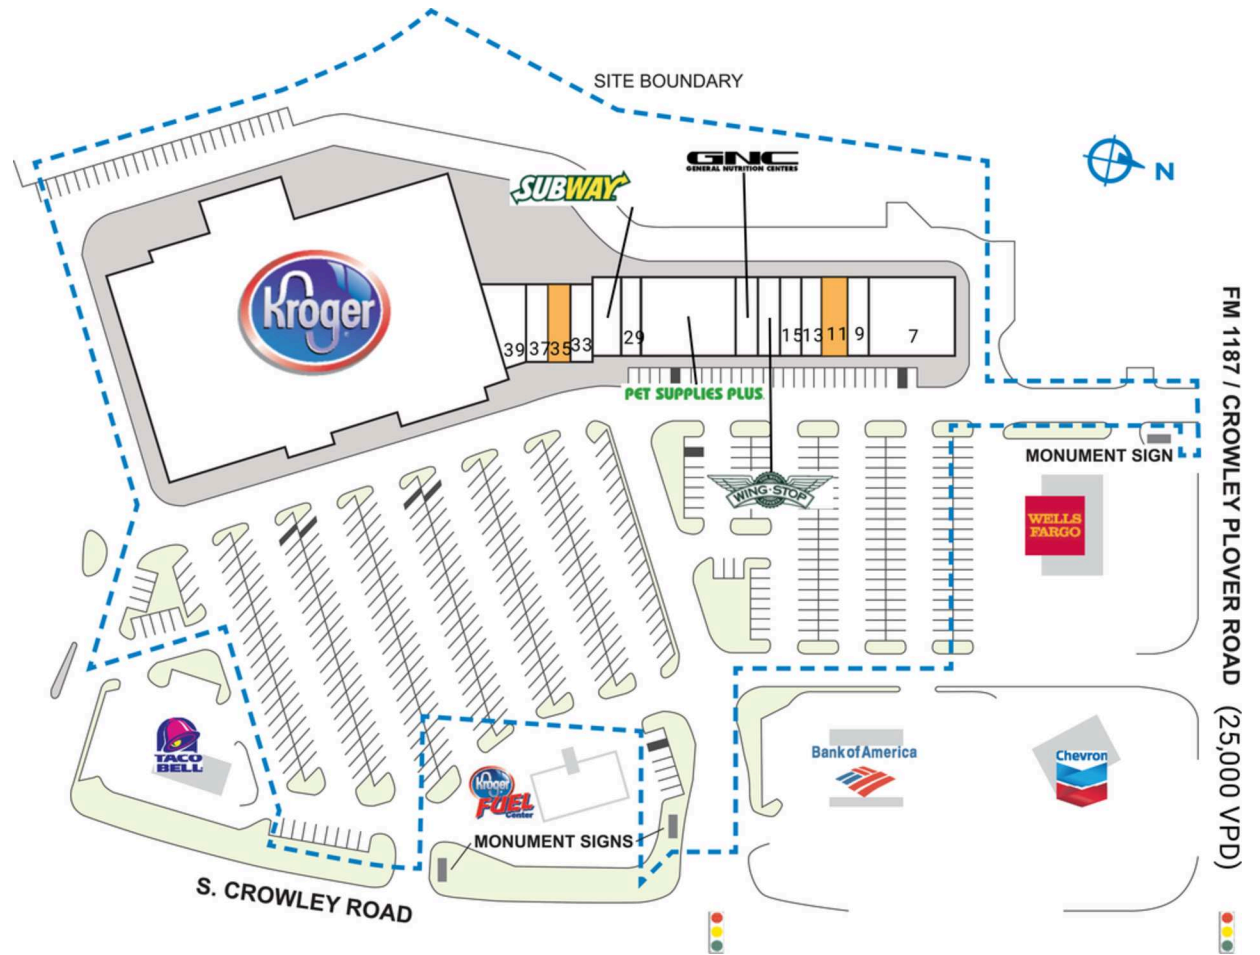 SITE BOUNDARY
GNC
GENERAL NUTRITION CENTERS
SUBWAY
N
Kroger
39
37
35
33
29
15
13
11
9
7
PET SUPPLIES PLUS
FM 1187 / CROWLEY PLOVER ROAD (25,000 VPD)
MONUMENT SIGN
WING·STOP
WELLS
FARGO
TACO
BELL
Bank of America
Chevron
Kroger
FUEL
Center
MONUMENT SIGNS
S. CROWLEY ROAD